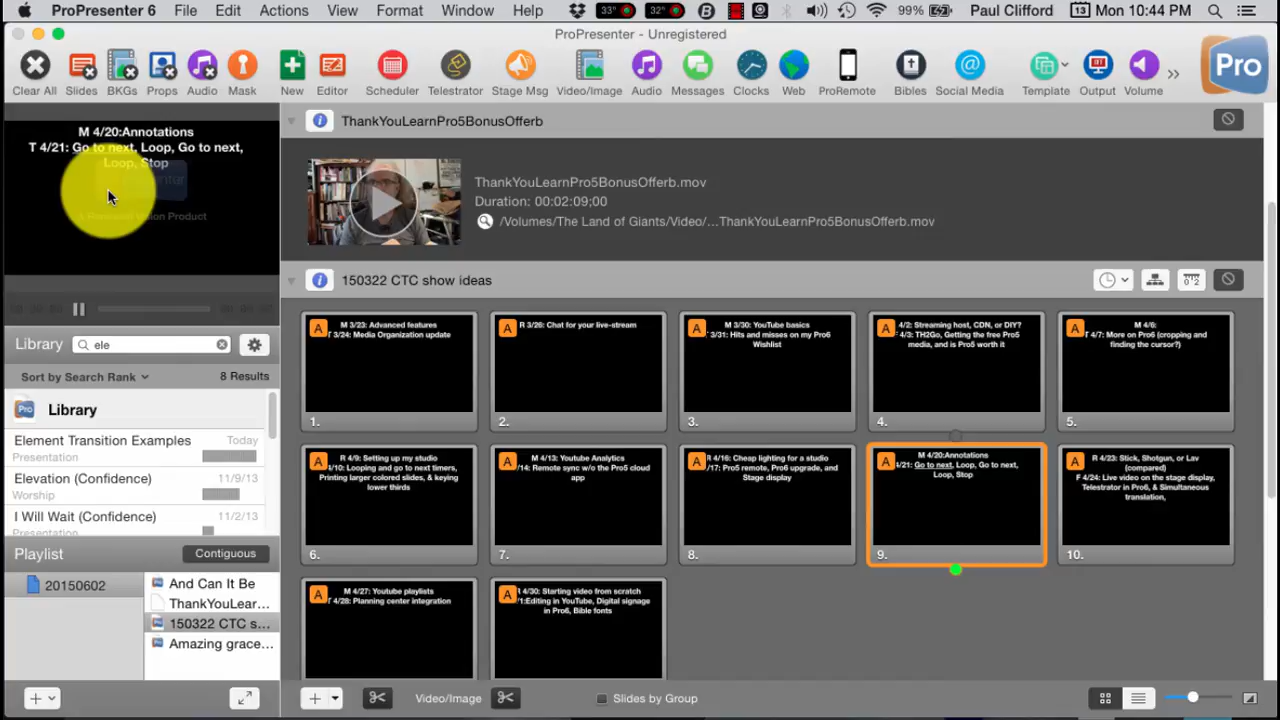 ProPresenter 6 File Edit Actions View Format Window Help 33° 32° 99% Paul Clifford 13 Mon 10:44 PM
ProPresenter - Unregistered
Clear All Slides BKGs Props Audio Mask New Editor Scheduler Telestrator Stage Msg Video/Image Audio Messages Clocks Web ProRemote Bibles Social Media Template Output Volume
Pro
M 4/20:Annotations
T 4/21: Go to next, Loop, Go to next,
Loop, Stop
ThankYouLearnPro5BonusOfferb
ThankYouLearnPro5BonusOfferb.mov
Duration: 00:02:09;00
/Volumes/The Land of Giants/Video/...ThankYouLearnPro5BonusOfferb.mov
150322 CTC show ideas
A
M 3/23: Advanced features
T 3/24: Media Organization update
1.
A
R 3/26: Chat for your live-stream
2.
A
M 3/30: YouTube basics
3/31: Hits and misses on my Pro6
Wishlist
3.
A
4/2: Streaming host, CDN, or DIY?
4/3: TH2Go, Getting the free Pro5
media, and is Pro5 worth it
4.
A
M 4/6:
T 4/7: More on Pro6 (cropping and
finding the cursor?)
5.
A
R 4/9: Setting up my studio
4/10: Looping and go to next timers,
Printing larger colored slides, & keying
lower thirds
6.
A
M 4/13: Youtube Analytics
/14: Remote sync w/o the Pro5 cloud
app
7.
A
R 4/16: Cheap lighting for a studio
/17: Pro5 remote, Pro6 upgrade, and
Stage display
8.
A
M 4/20:Annotations
4/21: Go to next, Loop, Go to next,
Loop, Stop
9.
A
R 4/23: Stick, Shotgun, or Lav
(compared)
F 4/24: Live video on the stage display,
Telestrator in Pro6, & Simultaneous
translation,
10.
A
M 4/27: Youtube playlists
T 4/28: Planning center integration
A
R 4/30: Starting video from scratch
/1:Editing in YouTube, Digital signage
in Pro6, Bible fonts
Library ele
Sort by Search Rank 8 Results
Pro Library
Element Transition Examples Today
Presentation
Elevation (Confidence) 11/9/13
Worship
I Will Wait (Confidence) 11/2/13
Presentation
Playlist Contiguous
20150602
And Can It Be
ThankYouLear...
150322 CTC s...
Amazing grace...
Video/Image Slides by Group